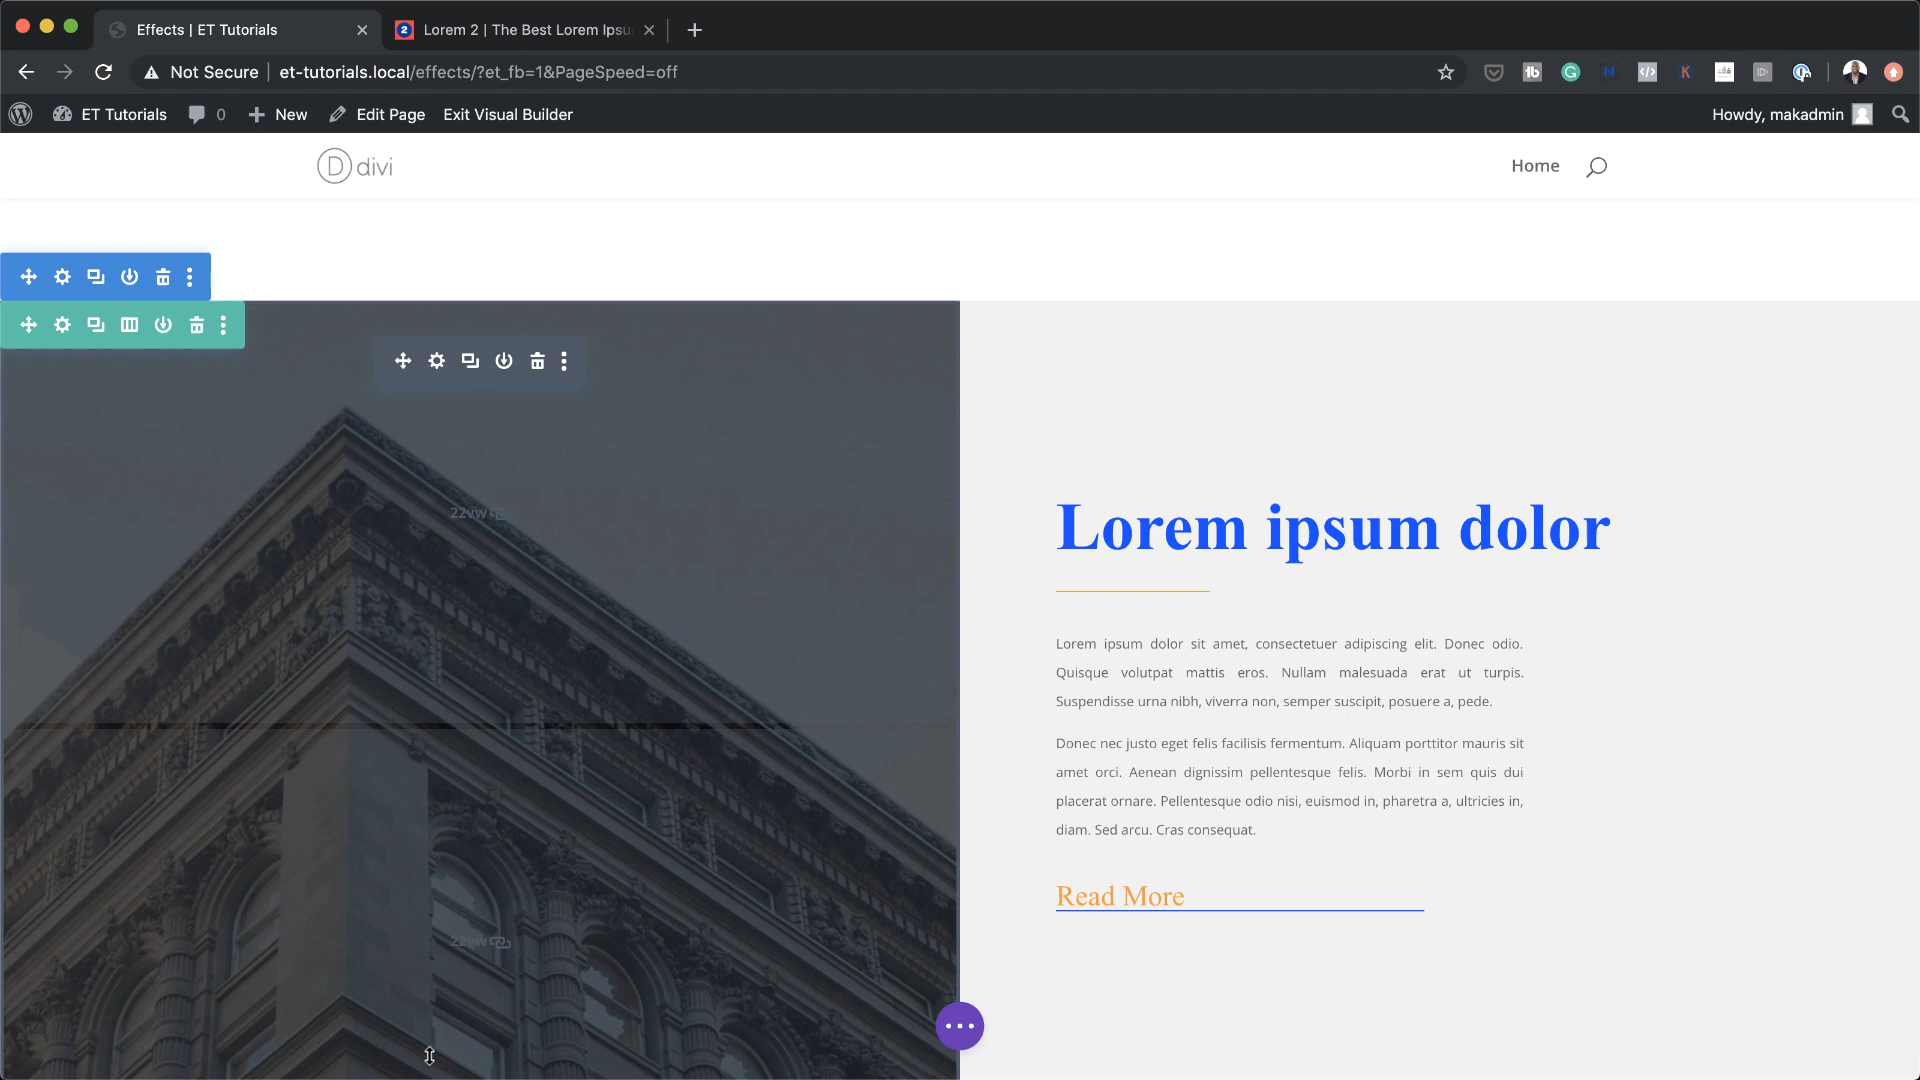 Effects | ET Tutorials
Lorem 2 | The Best Lorem Ipsu
Not Secure | et-tutorials.local/effects/?et_fb=1&PageSpeed=off
ET Tutorials 0 New Edit Page Exit Visual Builder Howdy, makadmin
D divi Home
22vw
Lorem ipsum dolor
Lorem ipsum dolor sit amet, consectetuer adipiscing elit. Donec odio.
Quisque volutpat mattis eros. Nullam malesuada erat ut turpis.
Suspendisse urna nibh, viverra non, semper suscipit, posuere a, pede.
Donec nec justo eget felis facilisis fermentum. Aliquam porttitor mauris sit
amet orci. Aenean dignissim pellentesque felis. Morbi in sem quis dui
placerat ornare. Pellentesque odio nisi, euismod in, pharetra a, ultricies in,
diam. Sed arcu. Cras consequat.
Read More
22vw